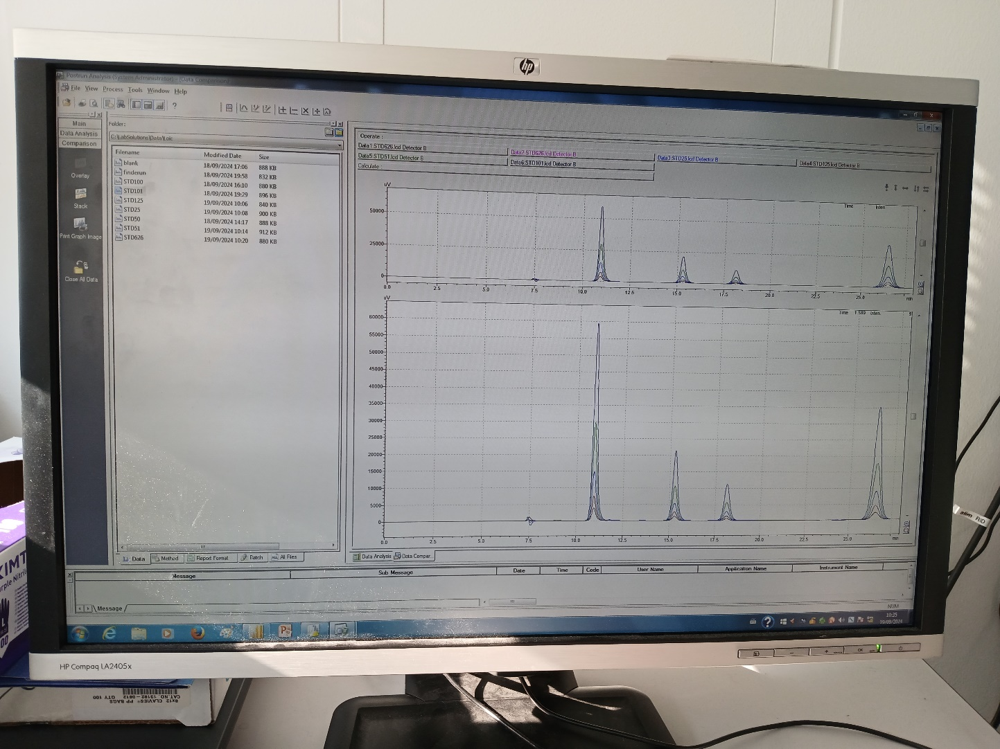 hp
Postrun Analysis (System Administrator) - [Data Comparison]
File View Process Tools Window Help
Main
Data Analysis
Comparison
Overlay
Stack
Print Graph Image
Close All Data
Folder:
C:\LabSolutions\Data\Loic
Filename Modified Date Size
blank 18/09/2024 17:06 888 KB
finderun 18/09/2024 19:58 832 KB
STD100 18/09/2024 16:10 880 KB
STD101 18/09/2024 19:29 896 KB
STD125 19/09/2024 10:06 840 KB
STD25 19/09/2024 10:08 900 KB
STD50 18/09/2024 14:17 888 KB
STD51 19/09/2024 10:14 912 KB
STD626 19/09/2024 10:20 880 KB
Data Method Report Format Batch All Files
Operate :
Data1:STD626.lcd Detector B Data2:STD626.lcd Detector B Data3:STD25.lcd Detector B Data4:STD125.lcd Detector B
Data5:STD51.lcd Detector B Data6:STD101.lcd Detector B
Calculate :
uV
Time Inten.
50000
25000
0
0.0 2.5 5.0 7.5 10.0 12.5 15.0 17.5 20.0 22.5 25.0 min
uV
Time 1.589 Inten.
60000
55000
50000
45000
40000
35000
30000
25000
20000
15000
10000
5000
0
0.0 2.5 5.0 7.5 10.0 12.5 15.0 17.5 20.0 22.5 25.0 min
Data Analysis Data Compar...
Message Sub Message Date Time Code User Name Application Name Instrument Name
Message
NUM
10:35
19/09/2024
HP Compaq LA2405x
OK
RID
KIMT
urple Nitril
L
00
8x12 CLAVIES® PP BAGS
CAT.NO. 13192-0812 QTY 100